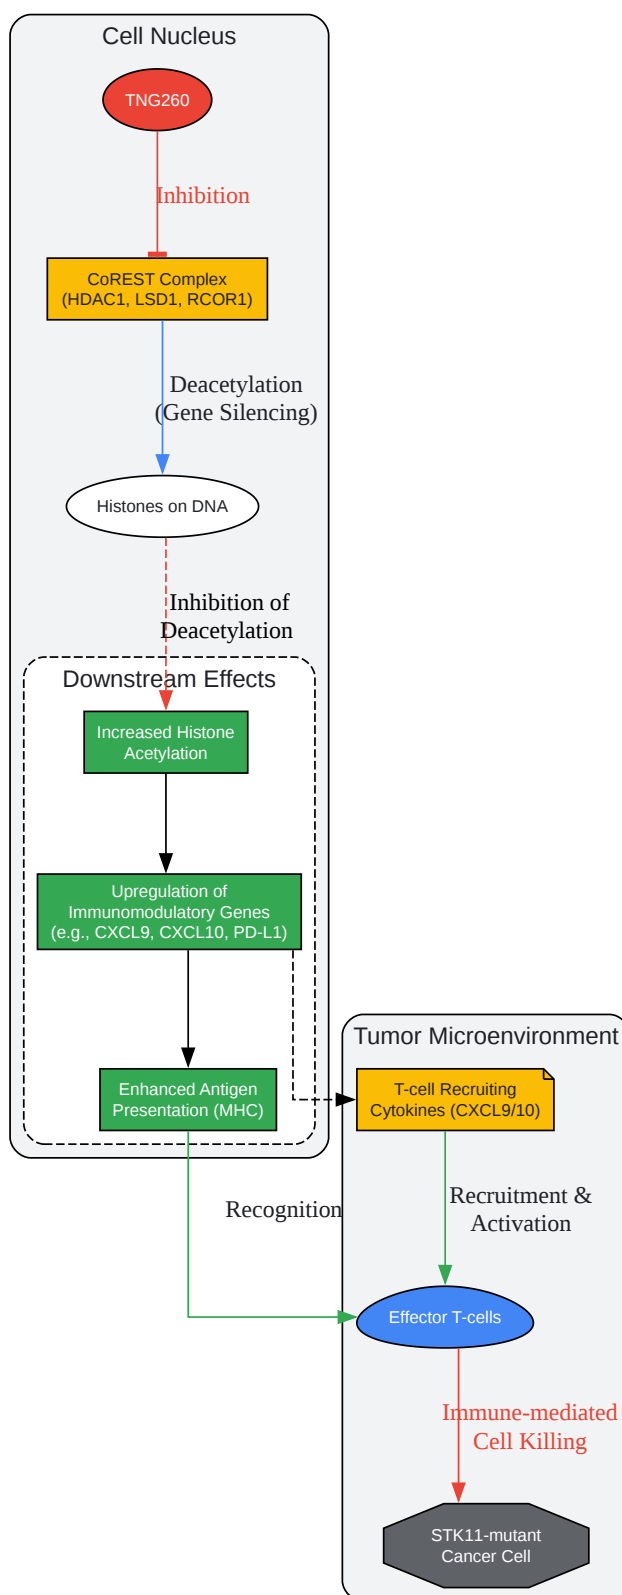 Cell Nucleus
TNG260
Inhibition
CoREST Complex
(HDAC1, LSD1, RCOR1)
Deacetylation
(Gene Silencing)
Histones on DNA
Inhibition of
Deacetylation
Downstream Effects
Increased Histone
Acetylation
Upregulation of
Immunomodulatory Genes
(e.g., CXCL9, CXCL10, PD-L1)
Enhanced Antigen
Presentation (MHC)
Tumor Microenvironment
T-cell Recruiting
Cytokines (CXCL9/10)
Recognition
Recruitment &
Activation
Effector T-cells
Immune-mediated
Cell Killing
STK11-mutant
Cancer Cell